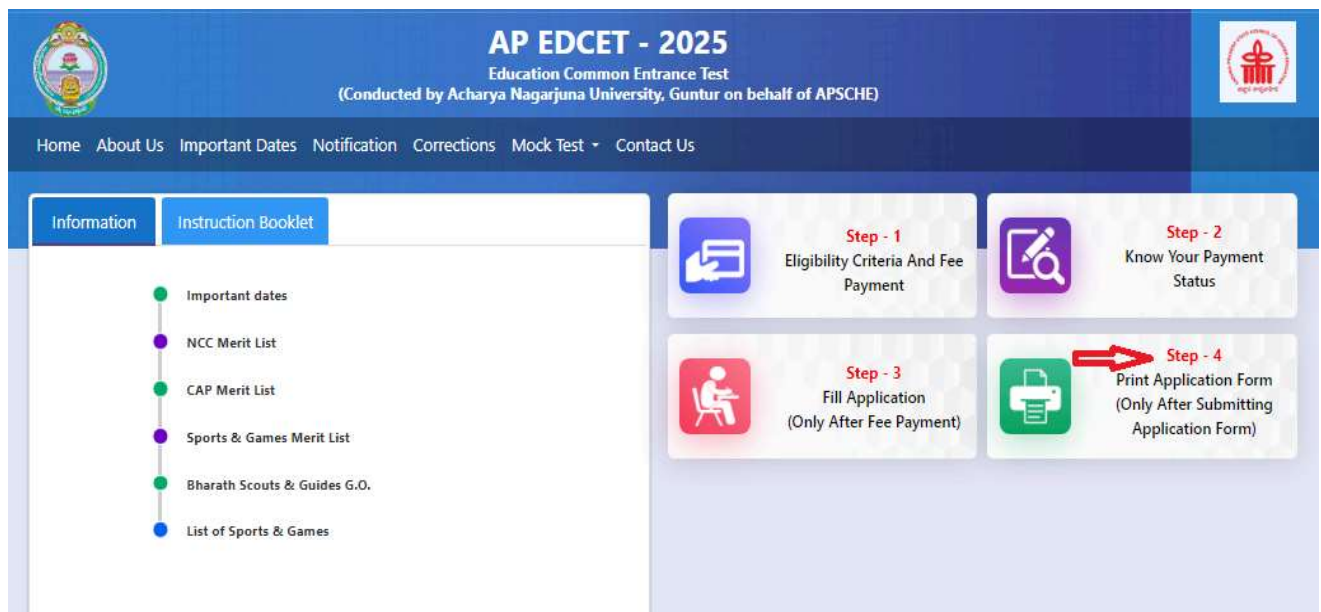 AP EDCET - 2025
Education Common Entrance Test
(Conducted by Acharya Nagarjuna University, Guntur on behalf of APSCHE)
Home About Us Important Dates Notification Corrections Mock Test Contact Us
Information Instruction Booklet
Important dates
NCC Merit List
CAP Merit List
Sports & Games Merit List
Bharath Scouts & Guides G.O.
List of Sports & Games
Step - 1
Eligibility Criteria And Fee
Payment
Step - 2
Know Your Payment
Status
Step - 3
Fill Application
(Only After Fee Payment)
Step - 4
Print Application Form
(Only After Submitting
Application Form)